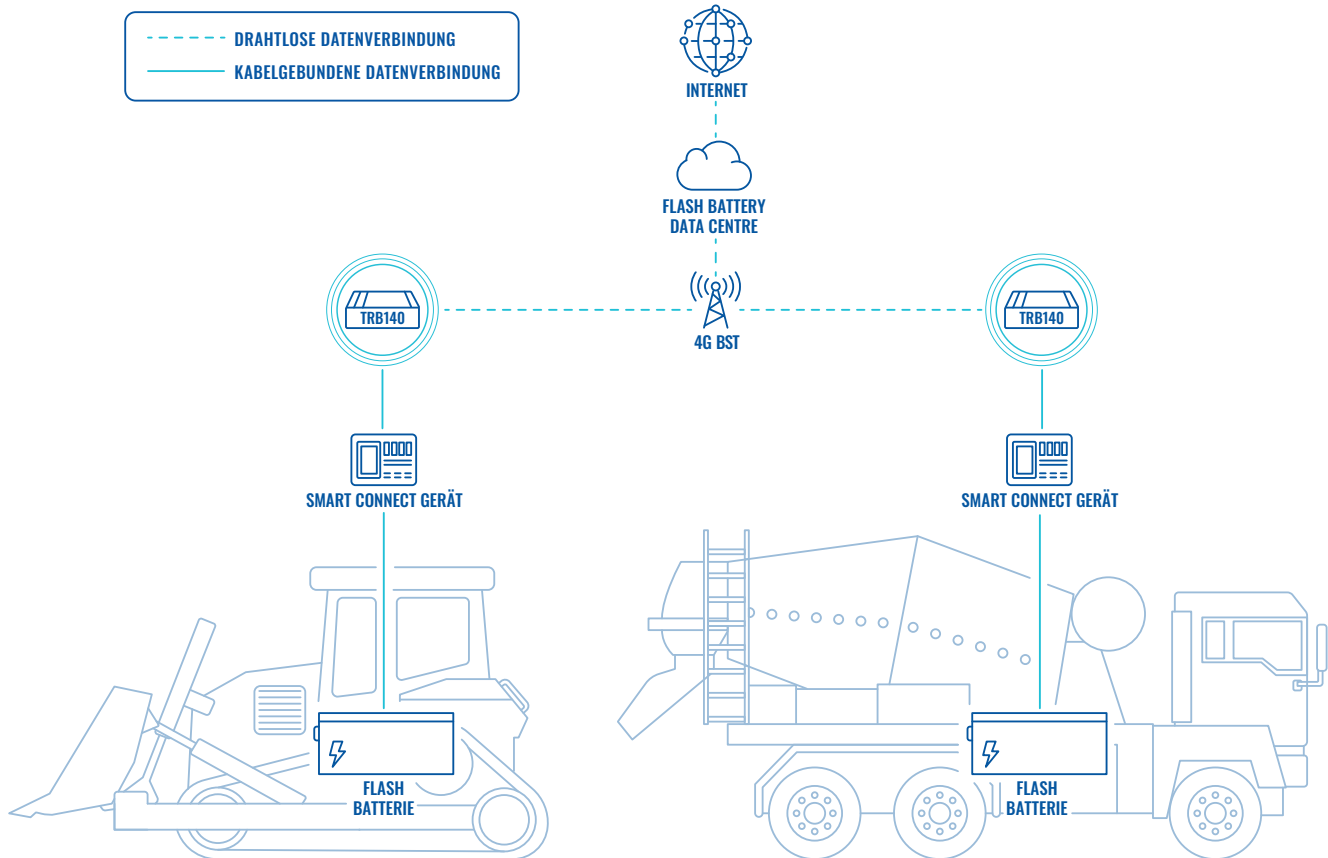 DRAHTLOSE DATENVERBINDUNG
KABELGEBUNDENE DATENVERBINDUNG
INTERNET
FLASH BATTERY
DATA CENTRE
TRB140
4G BST
TRB140
SMART CONNECT GERÄT
SMART CONNECT GERÄT
FLASH
BATTERIE
FLASH
BATTERIE